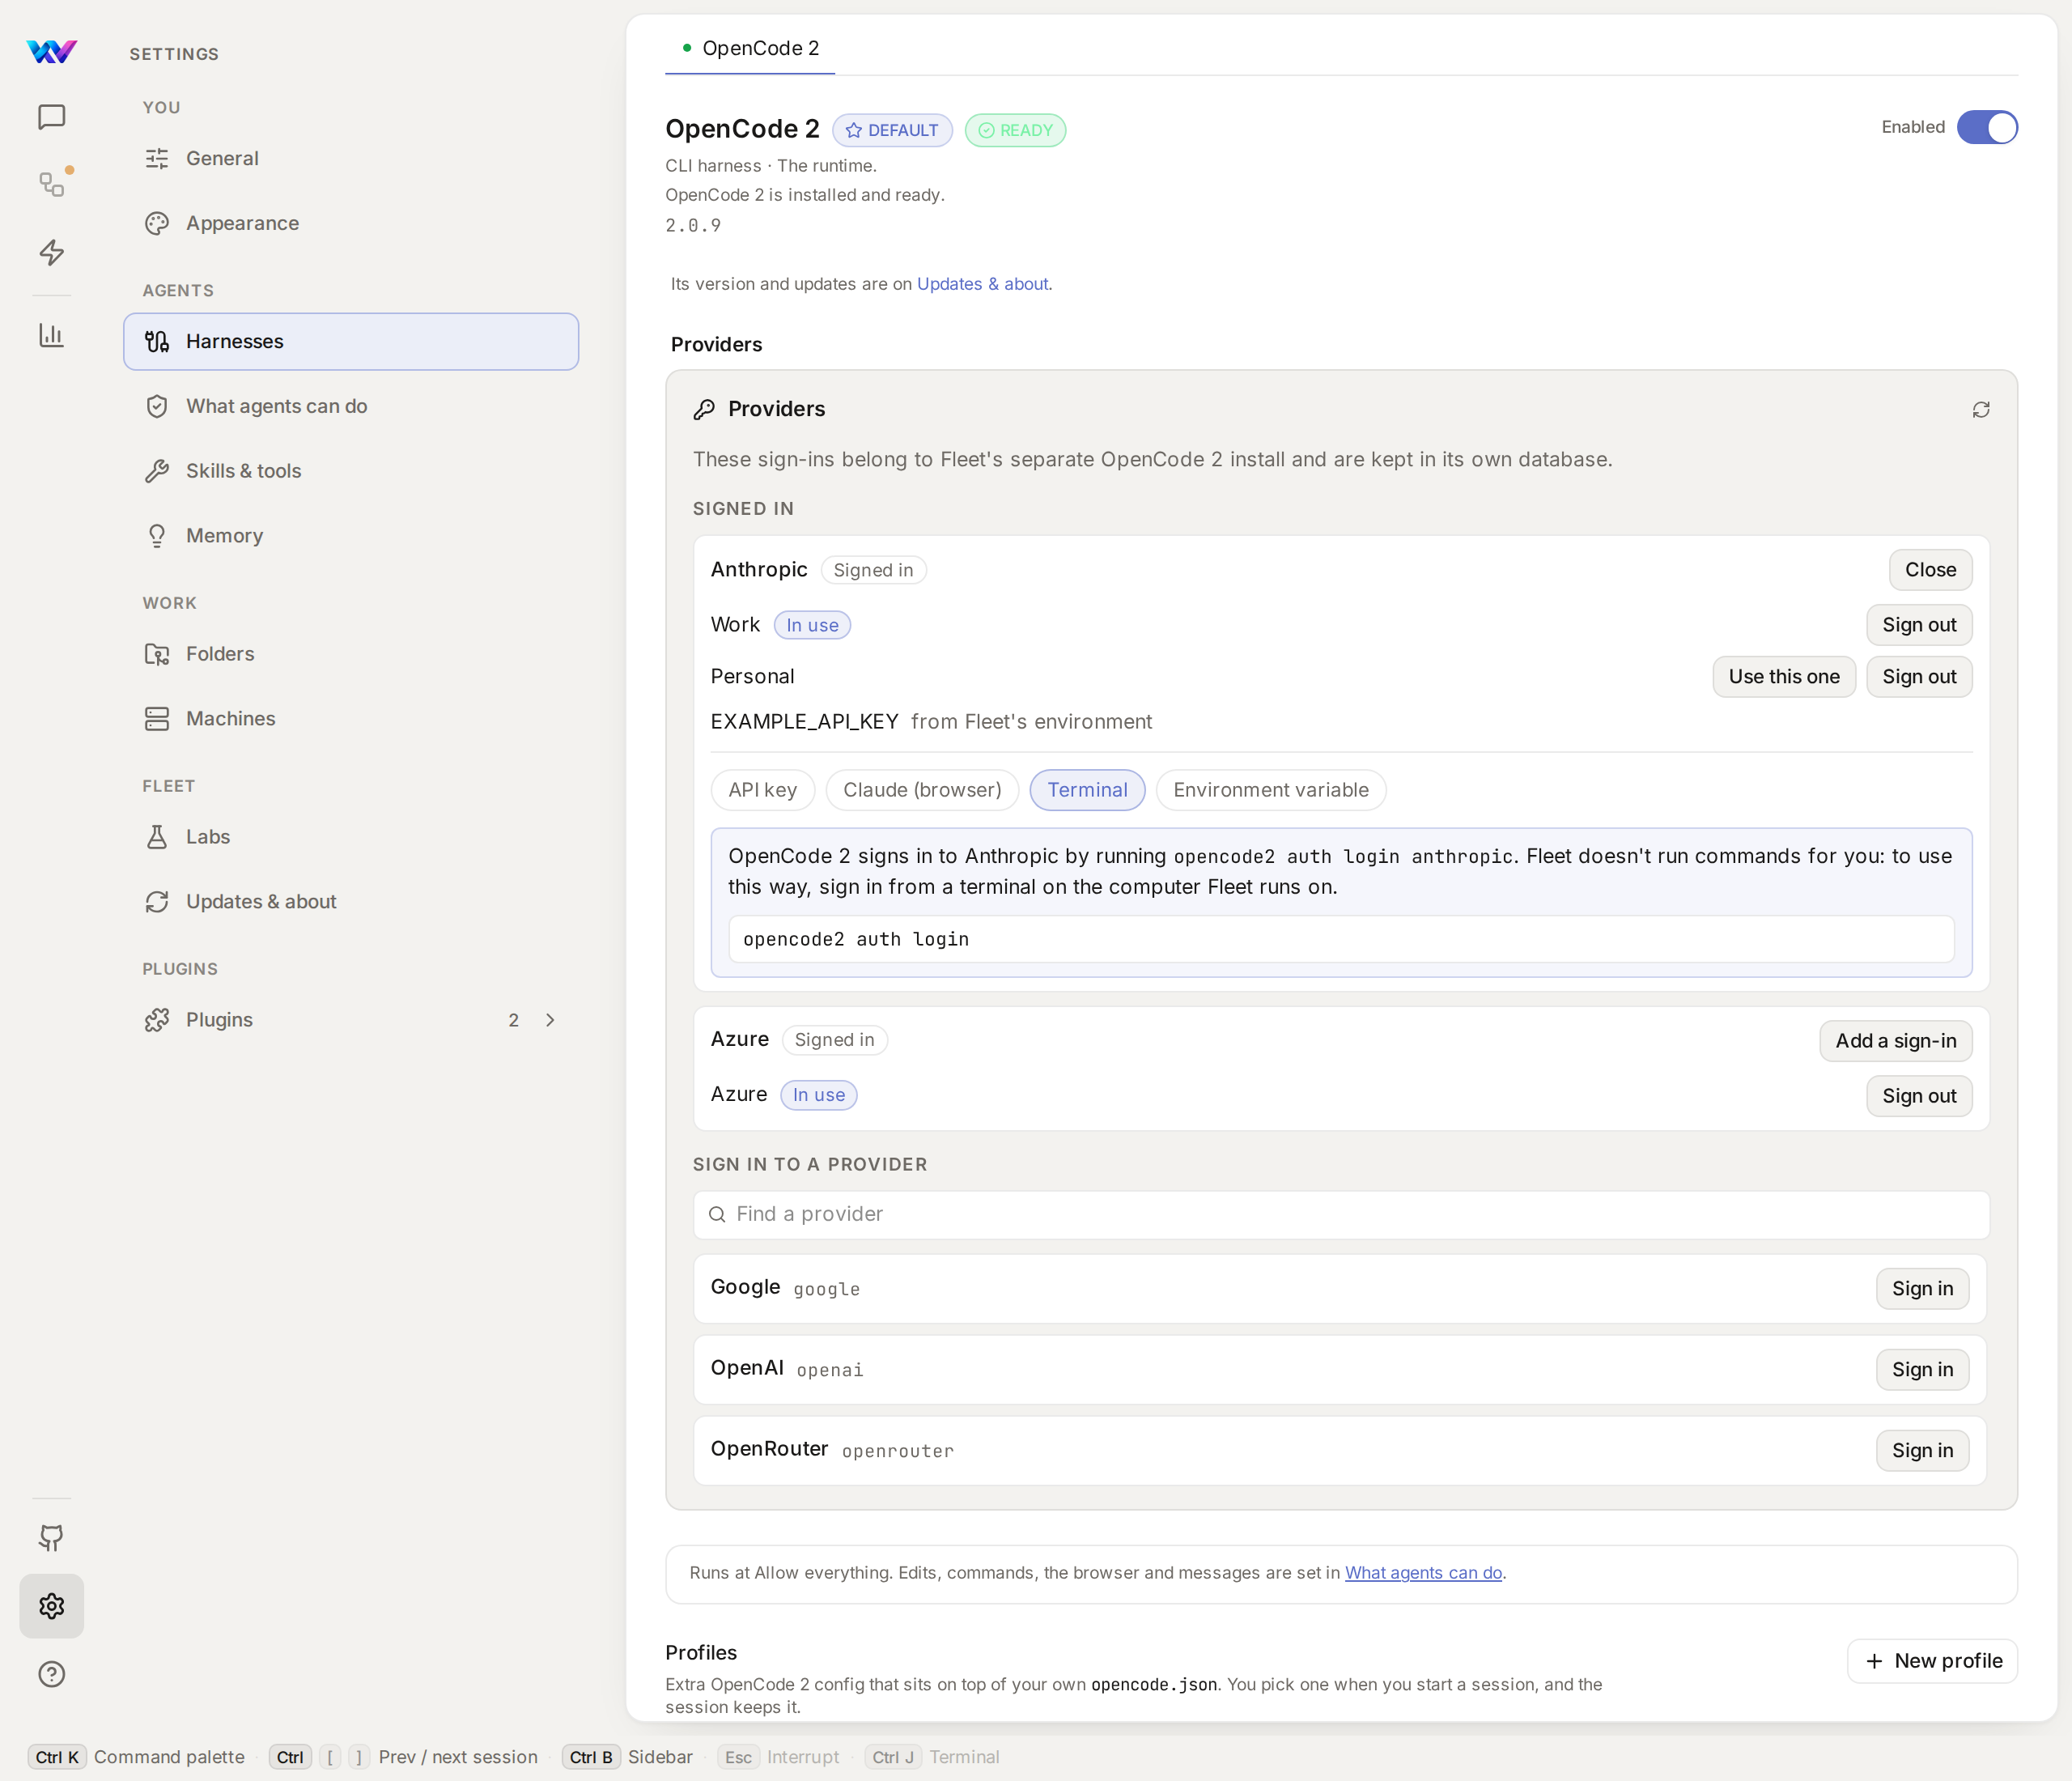 SETTINGS
YOU
General
Appearance
AGENTS
Harnesses
What agents can do
Skills & tools
Memory
WORK
Folders
Machines
FLEET
Labs
Updates & about
PLUGINS
Plugins 2
OpenCode 2
OpenCode 2 DEFAULT READY Enabled
CLI harness · The runtime.
OpenCode 2 is installed and ready.
2.0.9
Its version and updates are on Updates & about.
Providers
Providers
These sign-ins belong to Fleet's separate OpenCode 2 install and are kept in its own database.
SIGNED IN
Anthropic Signed in Close
Work In use Sign out
Personal Use this one Sign out
EXAMPLE_API_KEY from Fleet's environment
API key Claude (browser) Terminal Environment variable
OpenCode 2 signs in to Anthropic by running opencode2 auth login anthropic. Fleet doesn't run commands for you: to use
this way, sign in from a terminal on the computer Fleet runs on.
opencode2 auth login
Azure Signed in Add a sign-in
Azure In use Sign out
SIGN IN TO A PROVIDER
Find a provider
Google google Sign in
OpenAI openai Sign in
OpenRouter openrouter Sign in
Runs at Allow everything. Edits, commands, the browser and messages are set in What agents can do.
Profiles New profile
Extra OpenCode 2 config that sits on top of your own opencode.json. You pick one when you start a session, and the
session keeps it.
Ctrl K Command palette · Ctrl [ ] Prev / next session · Ctrl B Sidebar · Esc Interrupt · Ctrl J Terminal